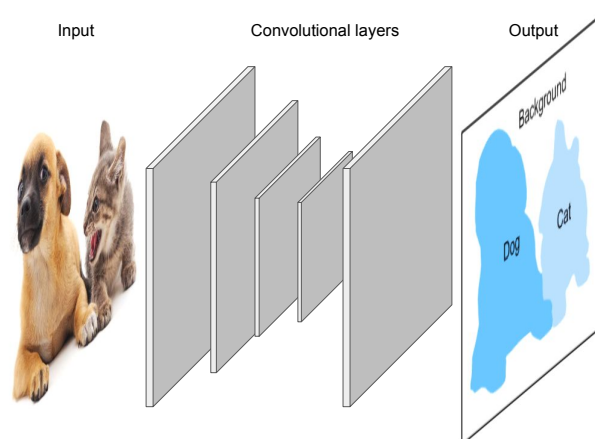 Input
Convolutional layers
Output
Background
Dog
Cat